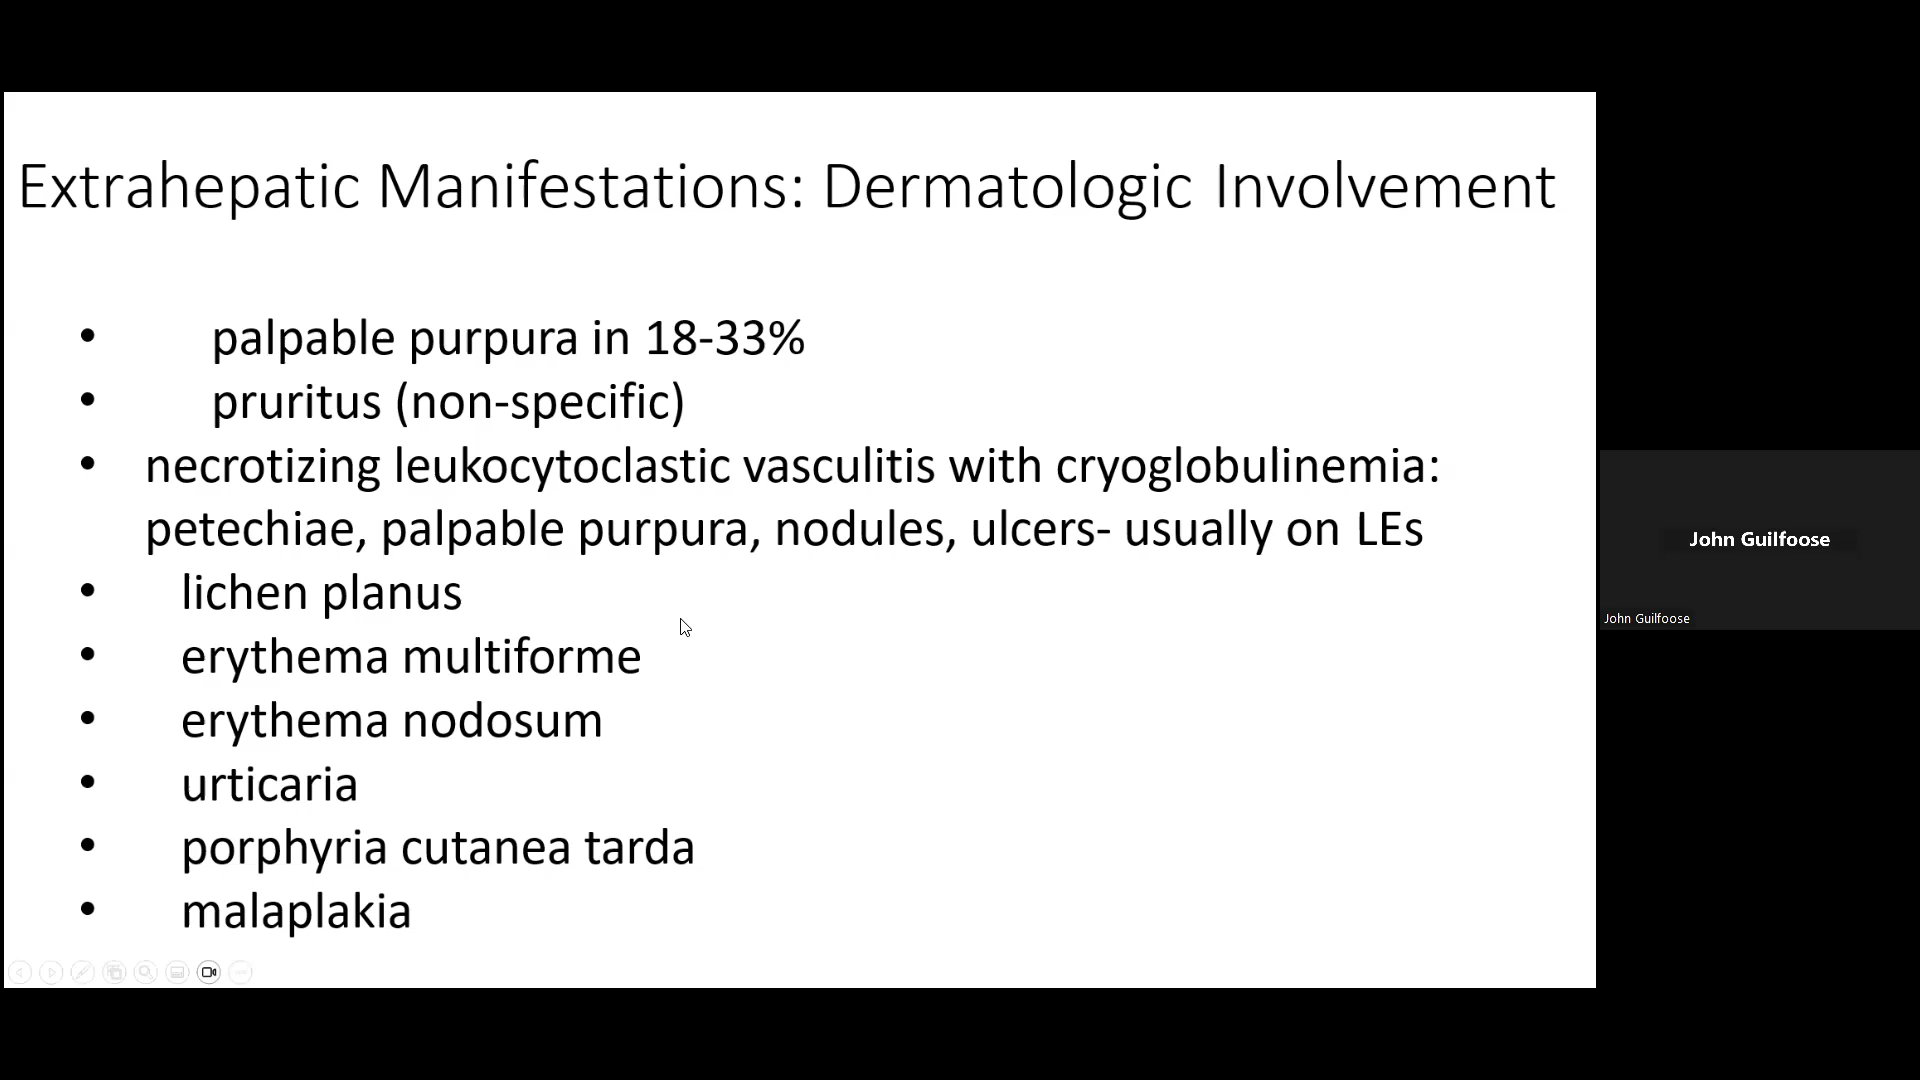 Extrahepatic Manifestations: Dermatologic Involvement
• palpable purpura in 18-33%
• pruritus (non-specific)
• necrotizing leukocytoclastic vasculitis with cryoglobulinemia:
petechiae, palpable purpura, nodules, ulcers- usually on LEs
• lichen planus
• erythema multiforme
• erythema nodosum
• urticaria
• porphyria cutanea tarda
• malaplakia
John Guilfoose
John Guilfoose